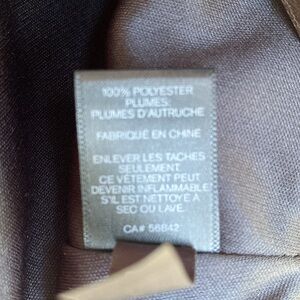 100% POLYESTER
PLUMES:
PLUMES D'AUTRUCHE
FABRIQUÉ EN CHINE
ENLEVER LES TACHES
SEULEMENT.
CE VÊTEMENT PEUT
DEVENIR INFLAMMABLE
S'IL EST NETTOYÉ À
SEC OU LAVÉ.
CA# 56842